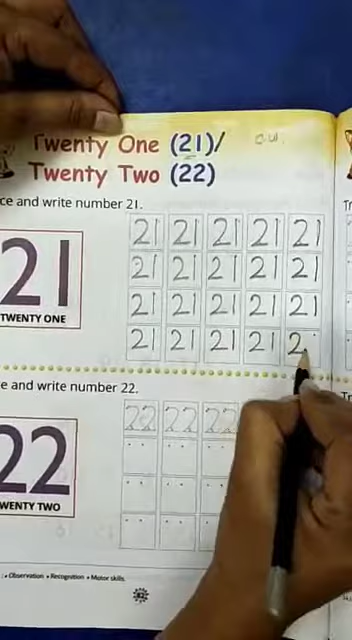 Twenty One (21)/
Twenty Two (22)
ce and write number 21.
21 21 21 21 21
21 21 21 21 21
21 21 21 21 21
21 21 21 21 2
21
TWENTY ONE
e and write number 22.
22 22 22
22
WENTY TWO
: • Observation • Recognition • Motor skills